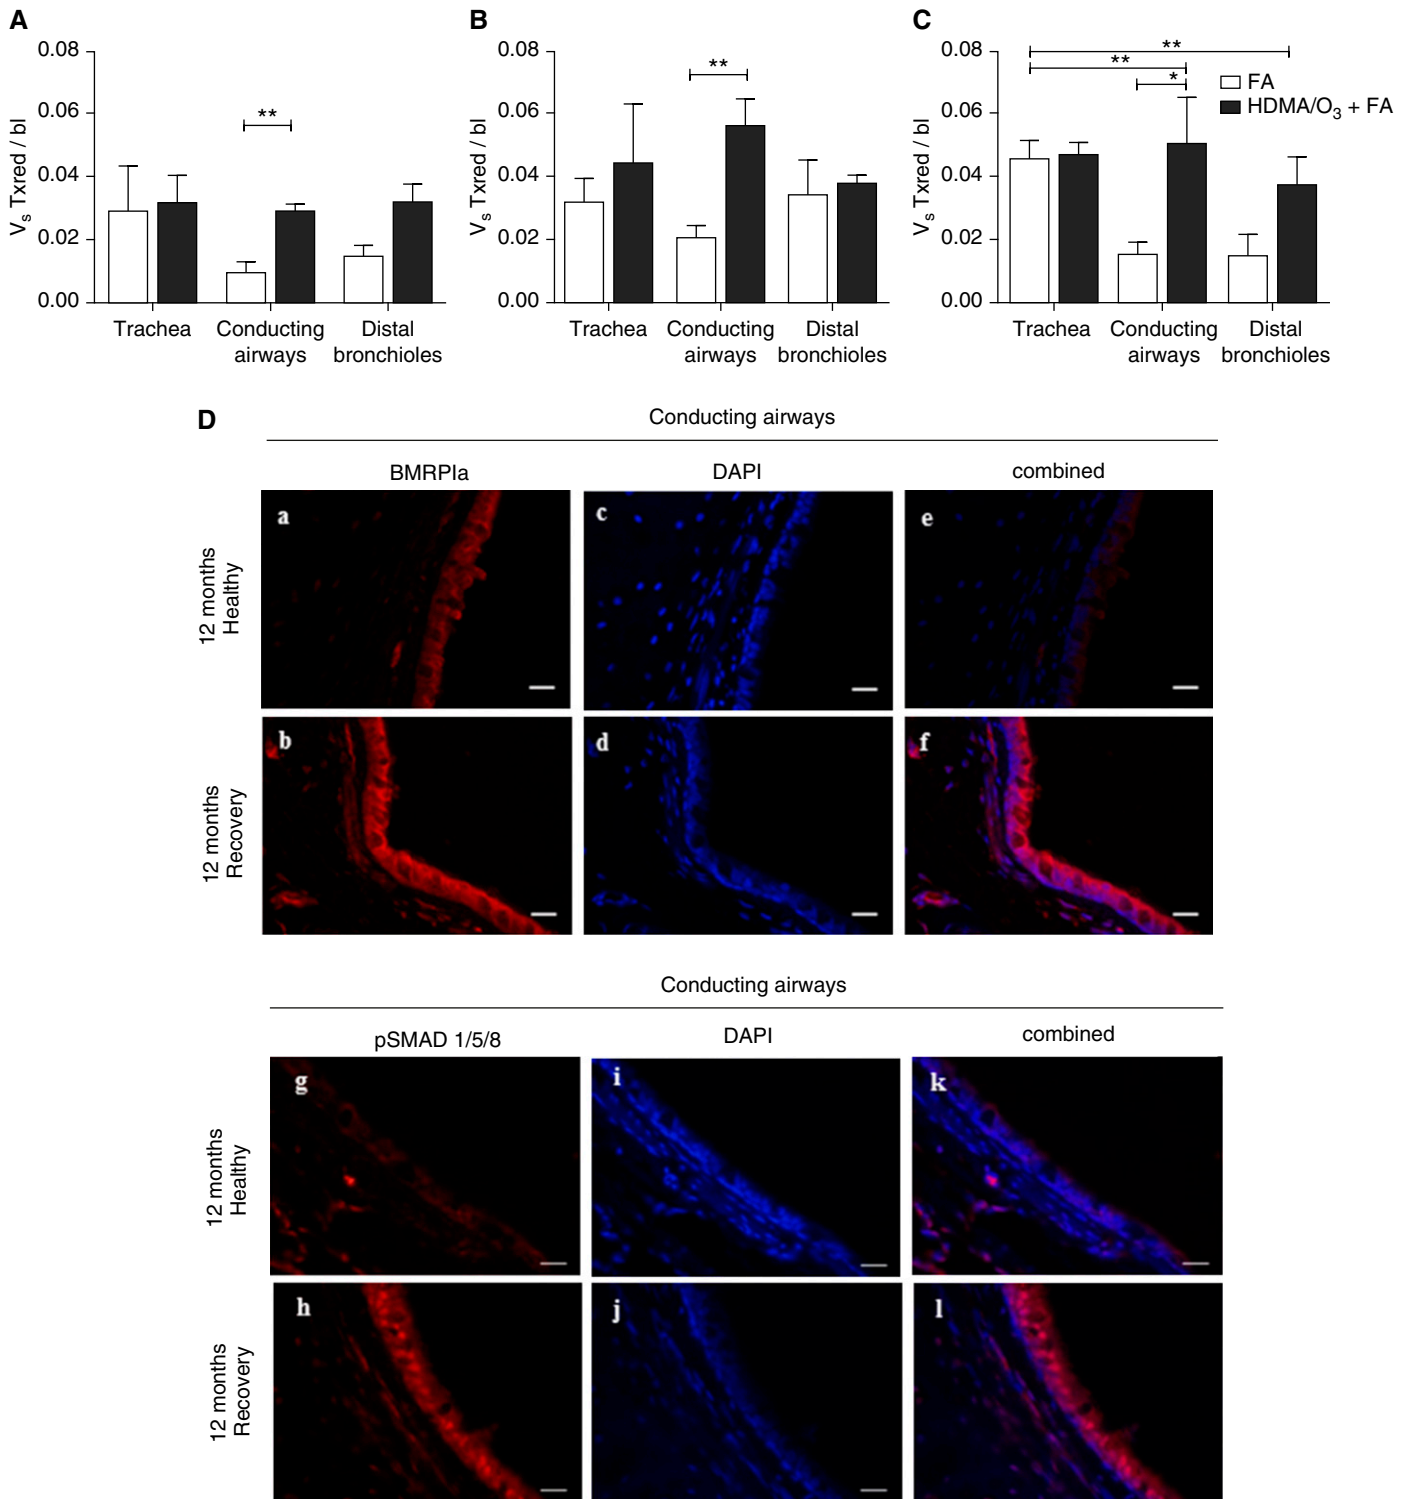 A
B
C
0.08
0.06
0.04
0.02
0.00
Vs Txred / bl
**
Trachea
Conducting airways
Distal bronchioles
0.08
0.06
0.04
0.02
0.00
Vs Txred / bl
**
Trachea
Conducting airways
Distal bronchioles
0.08
0.06
0.04
0.02
0.00
Vs Txred / bl
**
**
*
FA
HDMA/O3 + FA
Trachea
Conducting airways
Distal bronchioles
D
Conducting airways
BMRPIa
DAPI
combined
12 months Healthy
a
c
e
12 months Recovery
b
d
f
Conducting airways
pSMAD 1/5/8
DAPI
combined
12 months Healthy
g
i
k
12 months Recovery
h
j
l